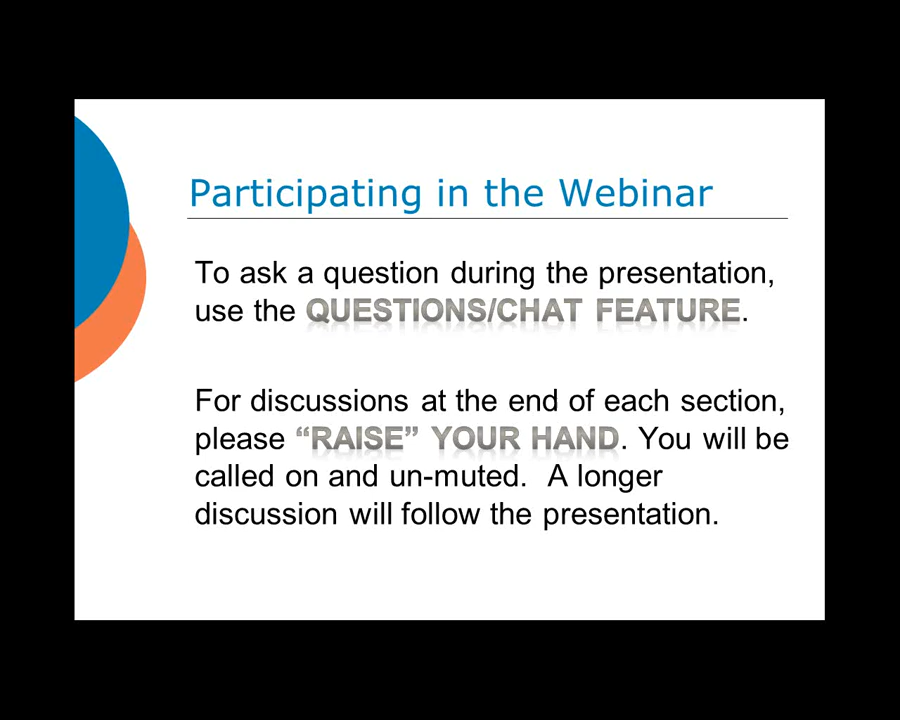 Participating in the Webinar
To ask a question during the presentation,
use the QUESTIONS/CHAT FEATURE.
For discussions at the end of each section,
please “RAISE” YOUR HAND. You will be
called on and un-muted.  A longer
discussion will follow the presentation.